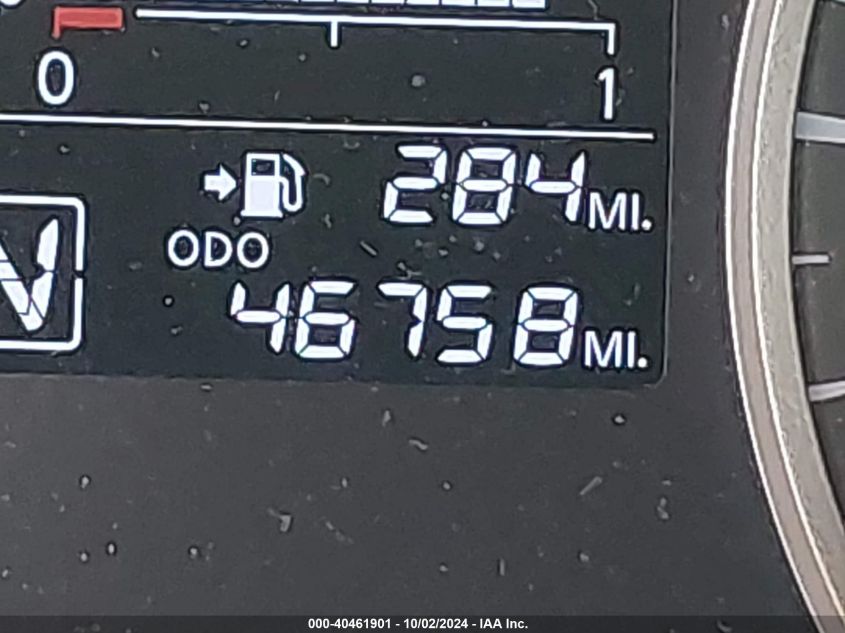 0 1
284 MI.
ODO
N
46758 MI.
000-40461901 - 10/02/2024 - IAA Inc.